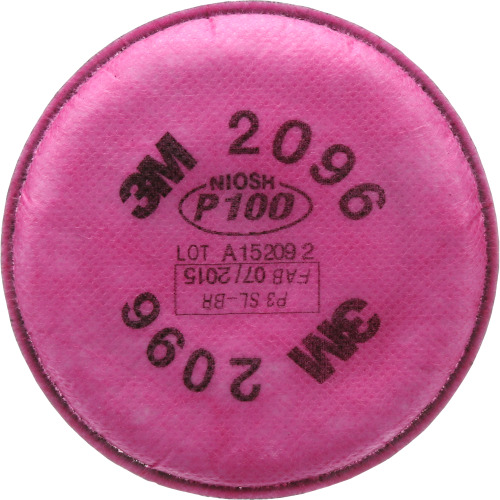 3M 2096
NIOSH
P100
LOT A15209 2
P3 SL-BR
FAB 07/2015
3M 2096